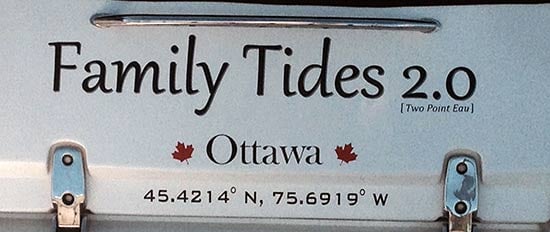 Family Tides 2.0
[Two Point Eau]
Ottawa
45.4214° N, 75.6919° W